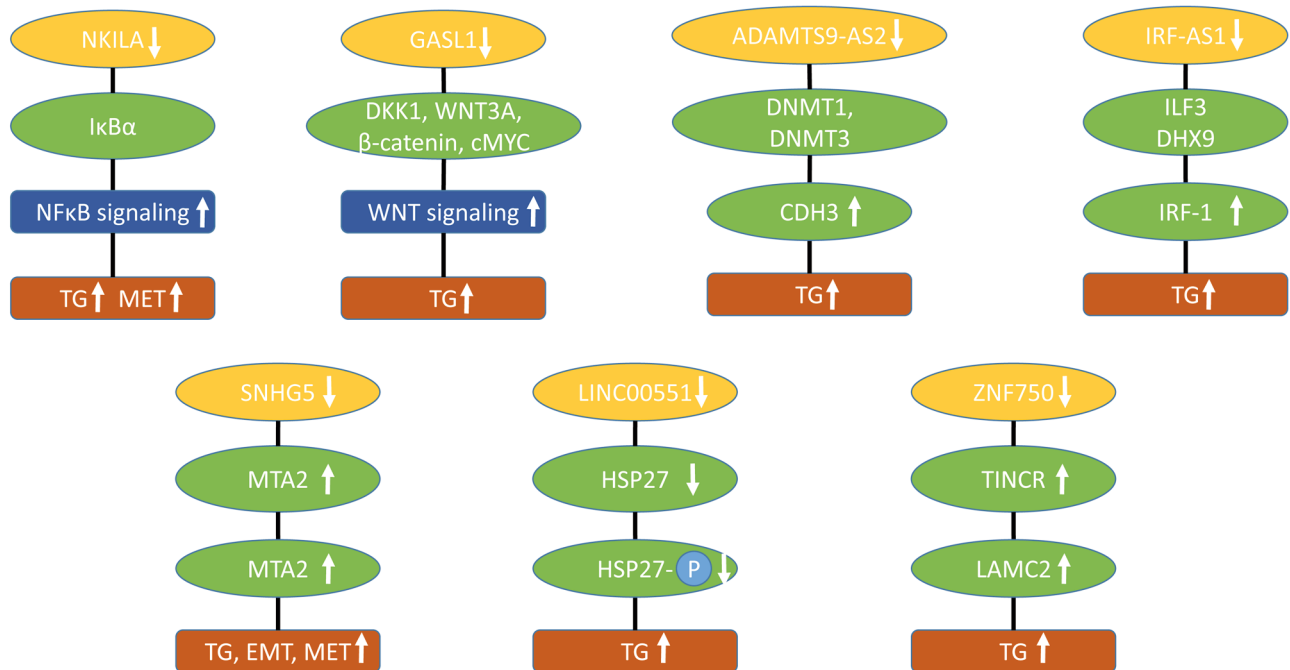 NKILA↓
IκBα
NFκB signaling↑
TG↑ MET↑
GASL1↓
DKK1, WNT3A,
β-catenin, cMYC
WNT signaling↑
TG↑
ADAMTS9-AS2↓
DNMT1,
DNMT3
CDH3↑
TG↑
IRF-AS1↓
ILF3
DHX9
IRF-1↑
TG↑
SNHG5↓
MTA2↑
MTA2↑
TG, EMT, MET↑
LINC00551↓
HSP27↓
HSP27-P↓
TG↑
ZNF750↓
TINCR↑
LAMC2↑
TG↑